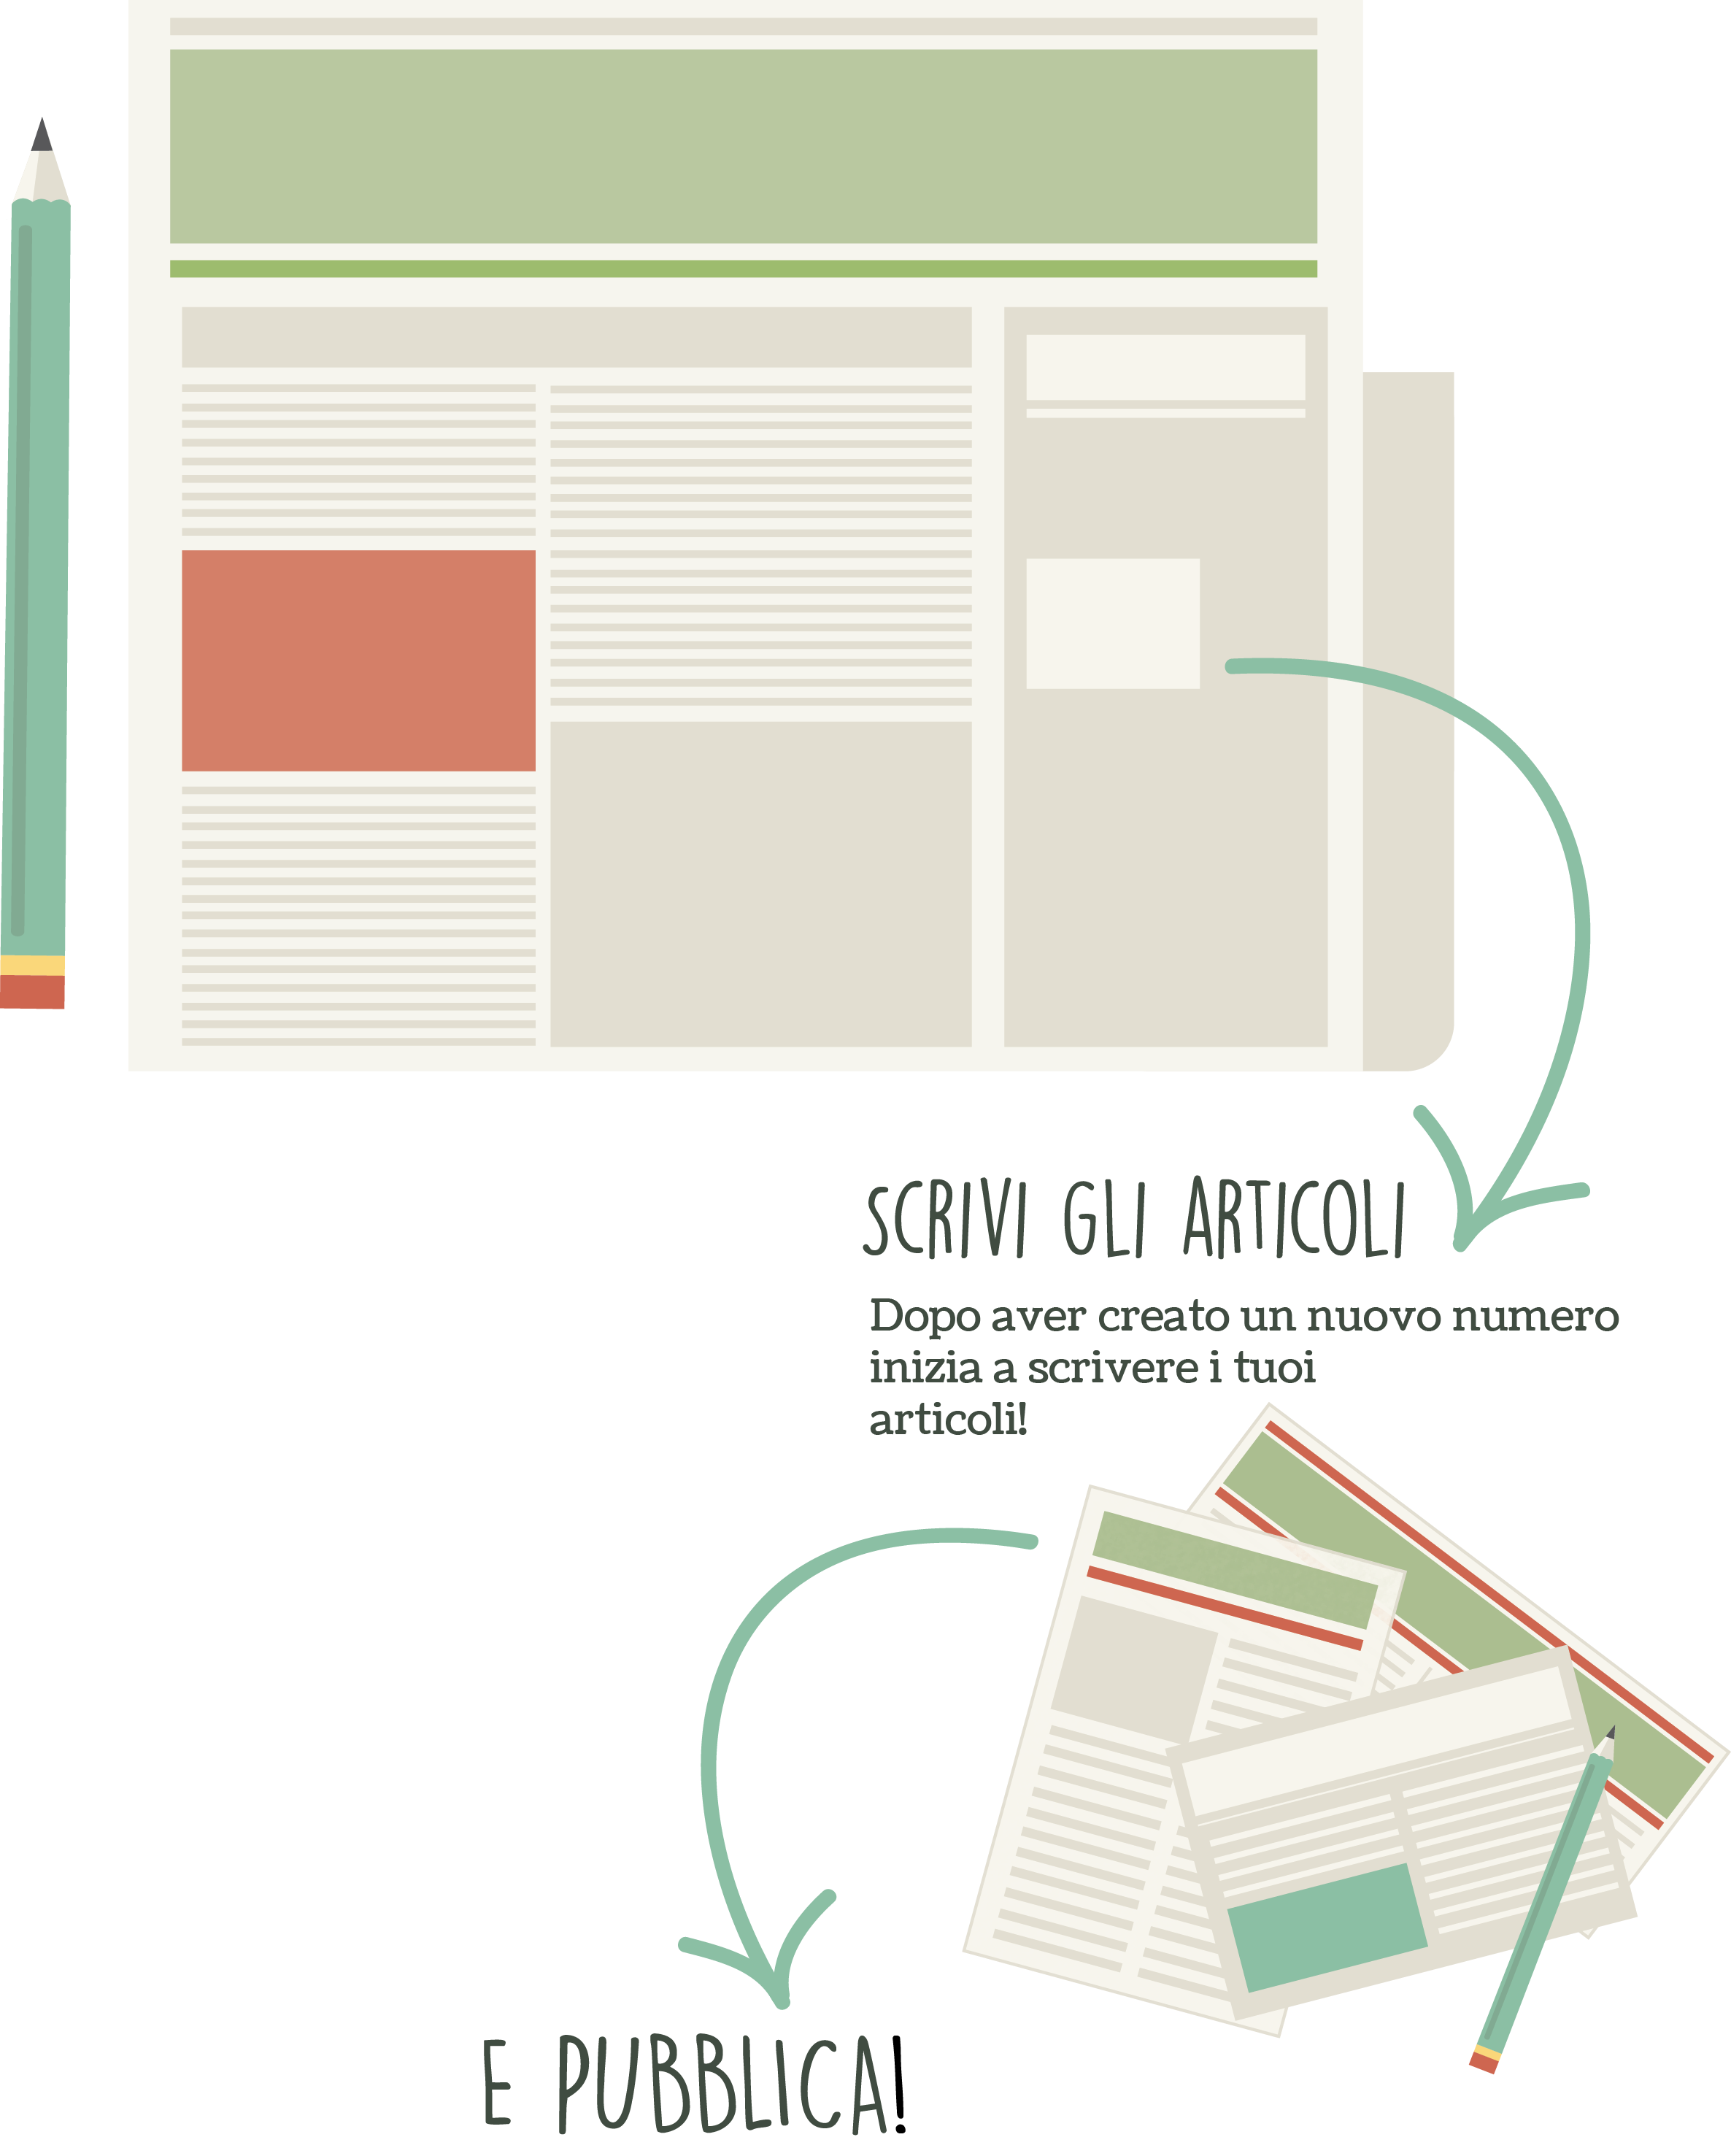 SCRIVI GLI ARTICOLI
Dopo aver creato un nuovo numero
inizia a scrivere i tuoi
articoli!
E PUBBLICA!